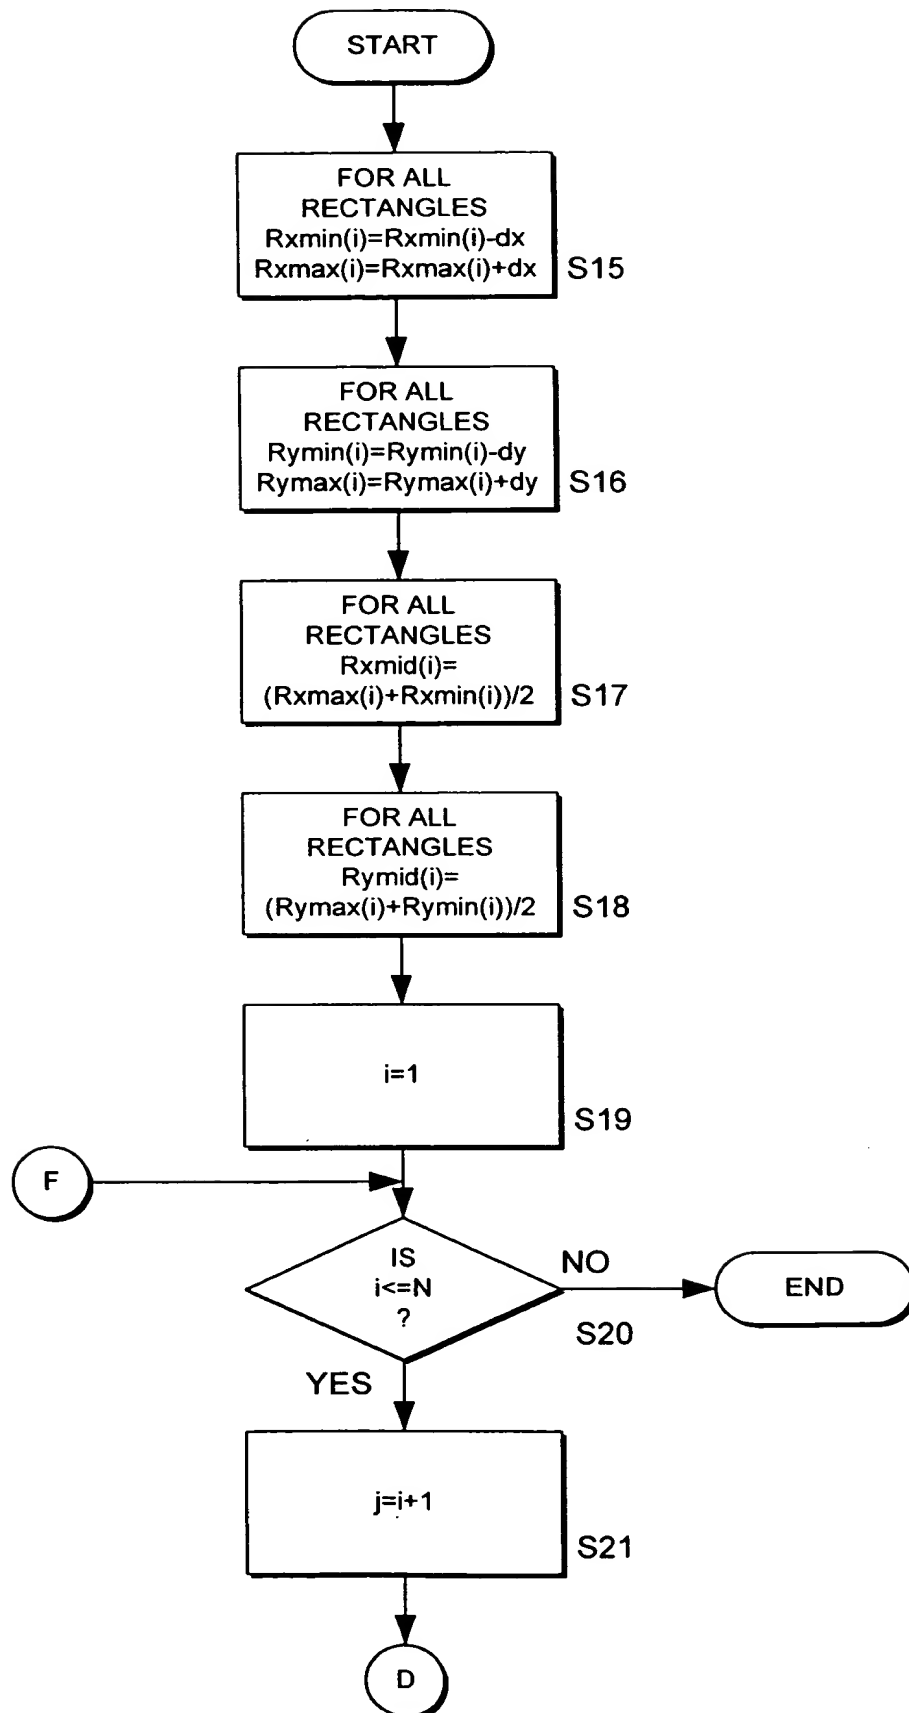 START
FOR ALL
RECTANGLES
Rxmin(i)=Rxmin(i)-dx
Rxmax(i)=Rxmax(i)+dx
S15
FOR ALL
RECTANGLES
Rymin(i)=Rymin(i)-dy
Rymax(i)=Rymax(i)+dy
S16
FOR ALL
RECTANGLES
Rxmid(i)=
(Rxmax(i)+Rxmin(i))/2
S17
FOR ALL
RECTANGLES
Rymid(i)=
(Rymax(i)+Rymin(i))/2
S18
i=1
S19
F
IS
i<=N
?
NO
END
S20
YES
j=i+1
S21
D